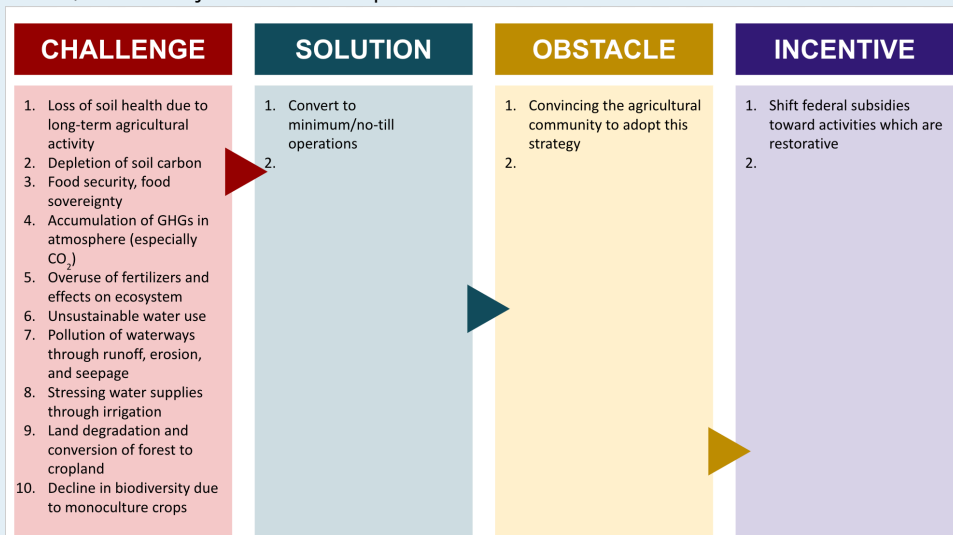 CHALLENGE
1. Loss of soil health due to
long-term agricultural
activity
2. Depletion of soil carbon
3. Food security, food
sovereignty
4. Accumulation of GHGs in
atmosphere (especially
CO2)
5. Overuse of fertilizers and
effects on ecosystem
6. Unsustainable water use
7. Pollution of waterways
through runoff, erosion,
and seepage
8. Stressing water supplies
through irrigation
9. Land degradation and
conversion of forest to
cropland
10. Decline in biodiversity due
to monoculture crops
SOLUTION
1. Convert to
minimum/no-till
operations
2.
OBSTACLE
1. Convincing the agricultural
community to adopt this
strategy
2.
INCENTIVE
1. Shift federal subsidies
toward activities which are
restorative
2.